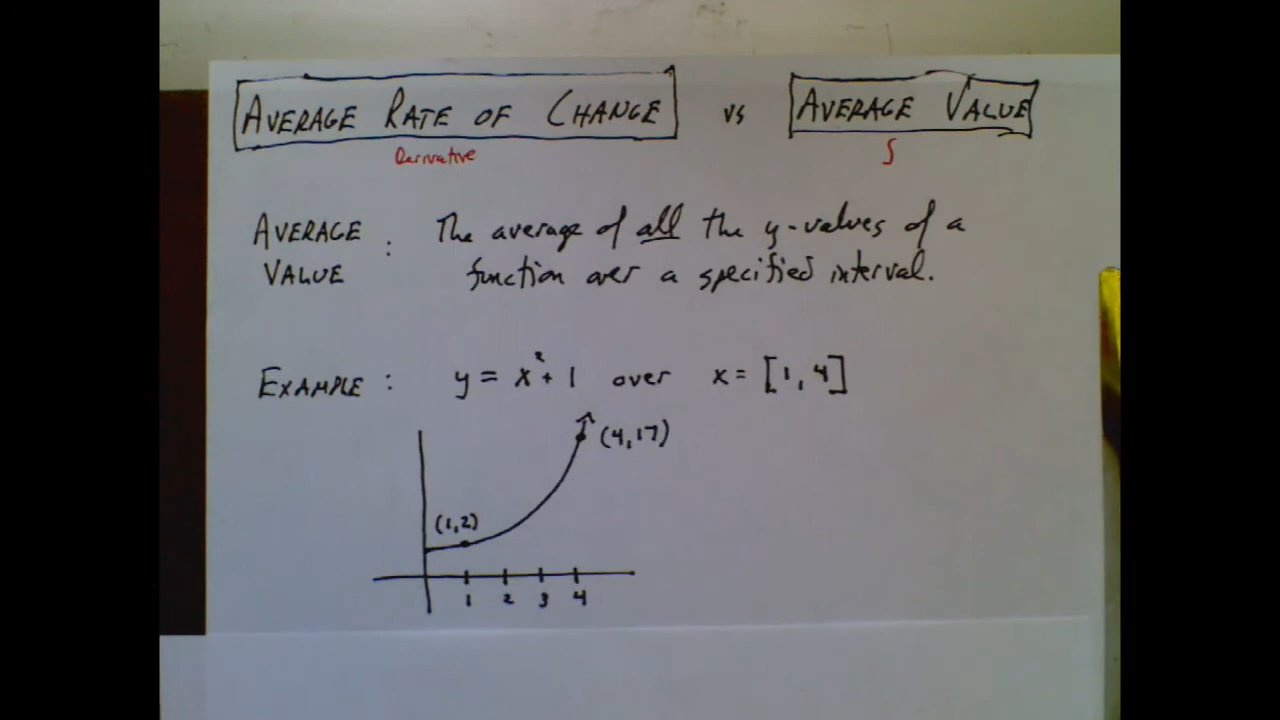 AVERAGE RATE OF CHANGE vs AVERAGE VALUE
Derivative ∫
AVERAGE VALUE : The average of all the y-values of a
function over a specified interval.
EXAMPLE : y = x² + 1 over x = [1, 4]
(4,17)
(1,2)
1 2 3 4